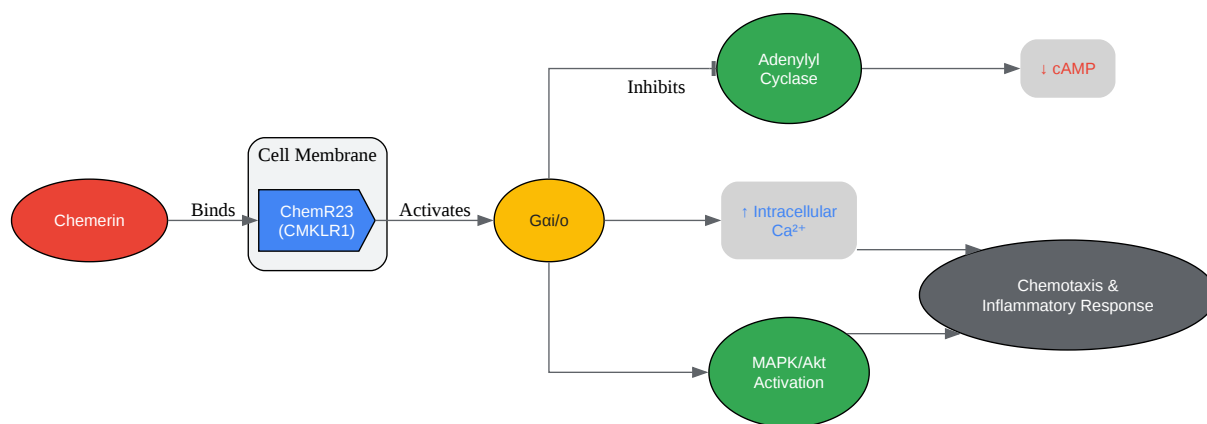 Adenylyl
Cyclase
↓ cAMP
Inhibits
Cell Membrane
Chemerin
Binds
ChemR23
(CMKLR1)
Activates
Gαi/o
↑ Intracellular
Ca²⁺
Chemotaxis &
Inflammatory Response
MAPK/Akt
Activation